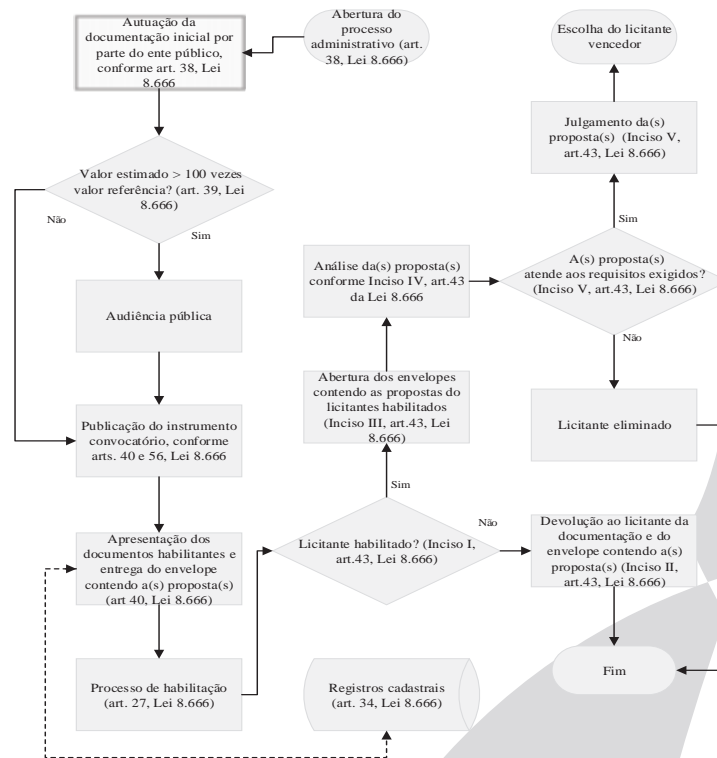 Autuação da
documentação inicial por
parte do ente público,
conforme art. 38, Lei
8.666
Abertura do
processo
administrativo (art.
38, Lei 8.666)
Valor estimado > 100 vezes
valor referência? (art. 39, Lei
8.666)
Não
Sim
Audiência pública
Publicação do instrumento
convocatório, conforme
arts. 40 e 56, Lei 8.666
Apresentação dos
documentos habilitantes e
entrega do envelope
contendo a(s) proposta(s)
(art 40, Lei 8.666)
Processo de habilitação
(art. 27, Lei 8.666)
Registros cadastrais
(art. 34, Lei 8.666)
Licitante habilitado? (Inciso I,
art.43, Lei 8.666)
Sim
Não
Abertura dos envelopes
contendo as propostas do
licitantes habilitados
(Inciso III, art.43, Lei
8.666)
Análise da(s) proposta(s)
conforme Inciso IV, art.43
da Lei 8.666
A(s) proposta(s)
atende aos requisitos exigidos?
(Inciso V, art.43, Lei 8.666)
Sim
Não
Julgamento da(s)
proposta(s) (Inciso V,
art.43, Lei 8.666)
Escolha do licitante
vencedor
Licitante eliminado
Devolução ao licitante da
documentação e do
envelope contendo a(s)
proposta(s) (Inciso II,
art.43, Lei 8.666)
Fim